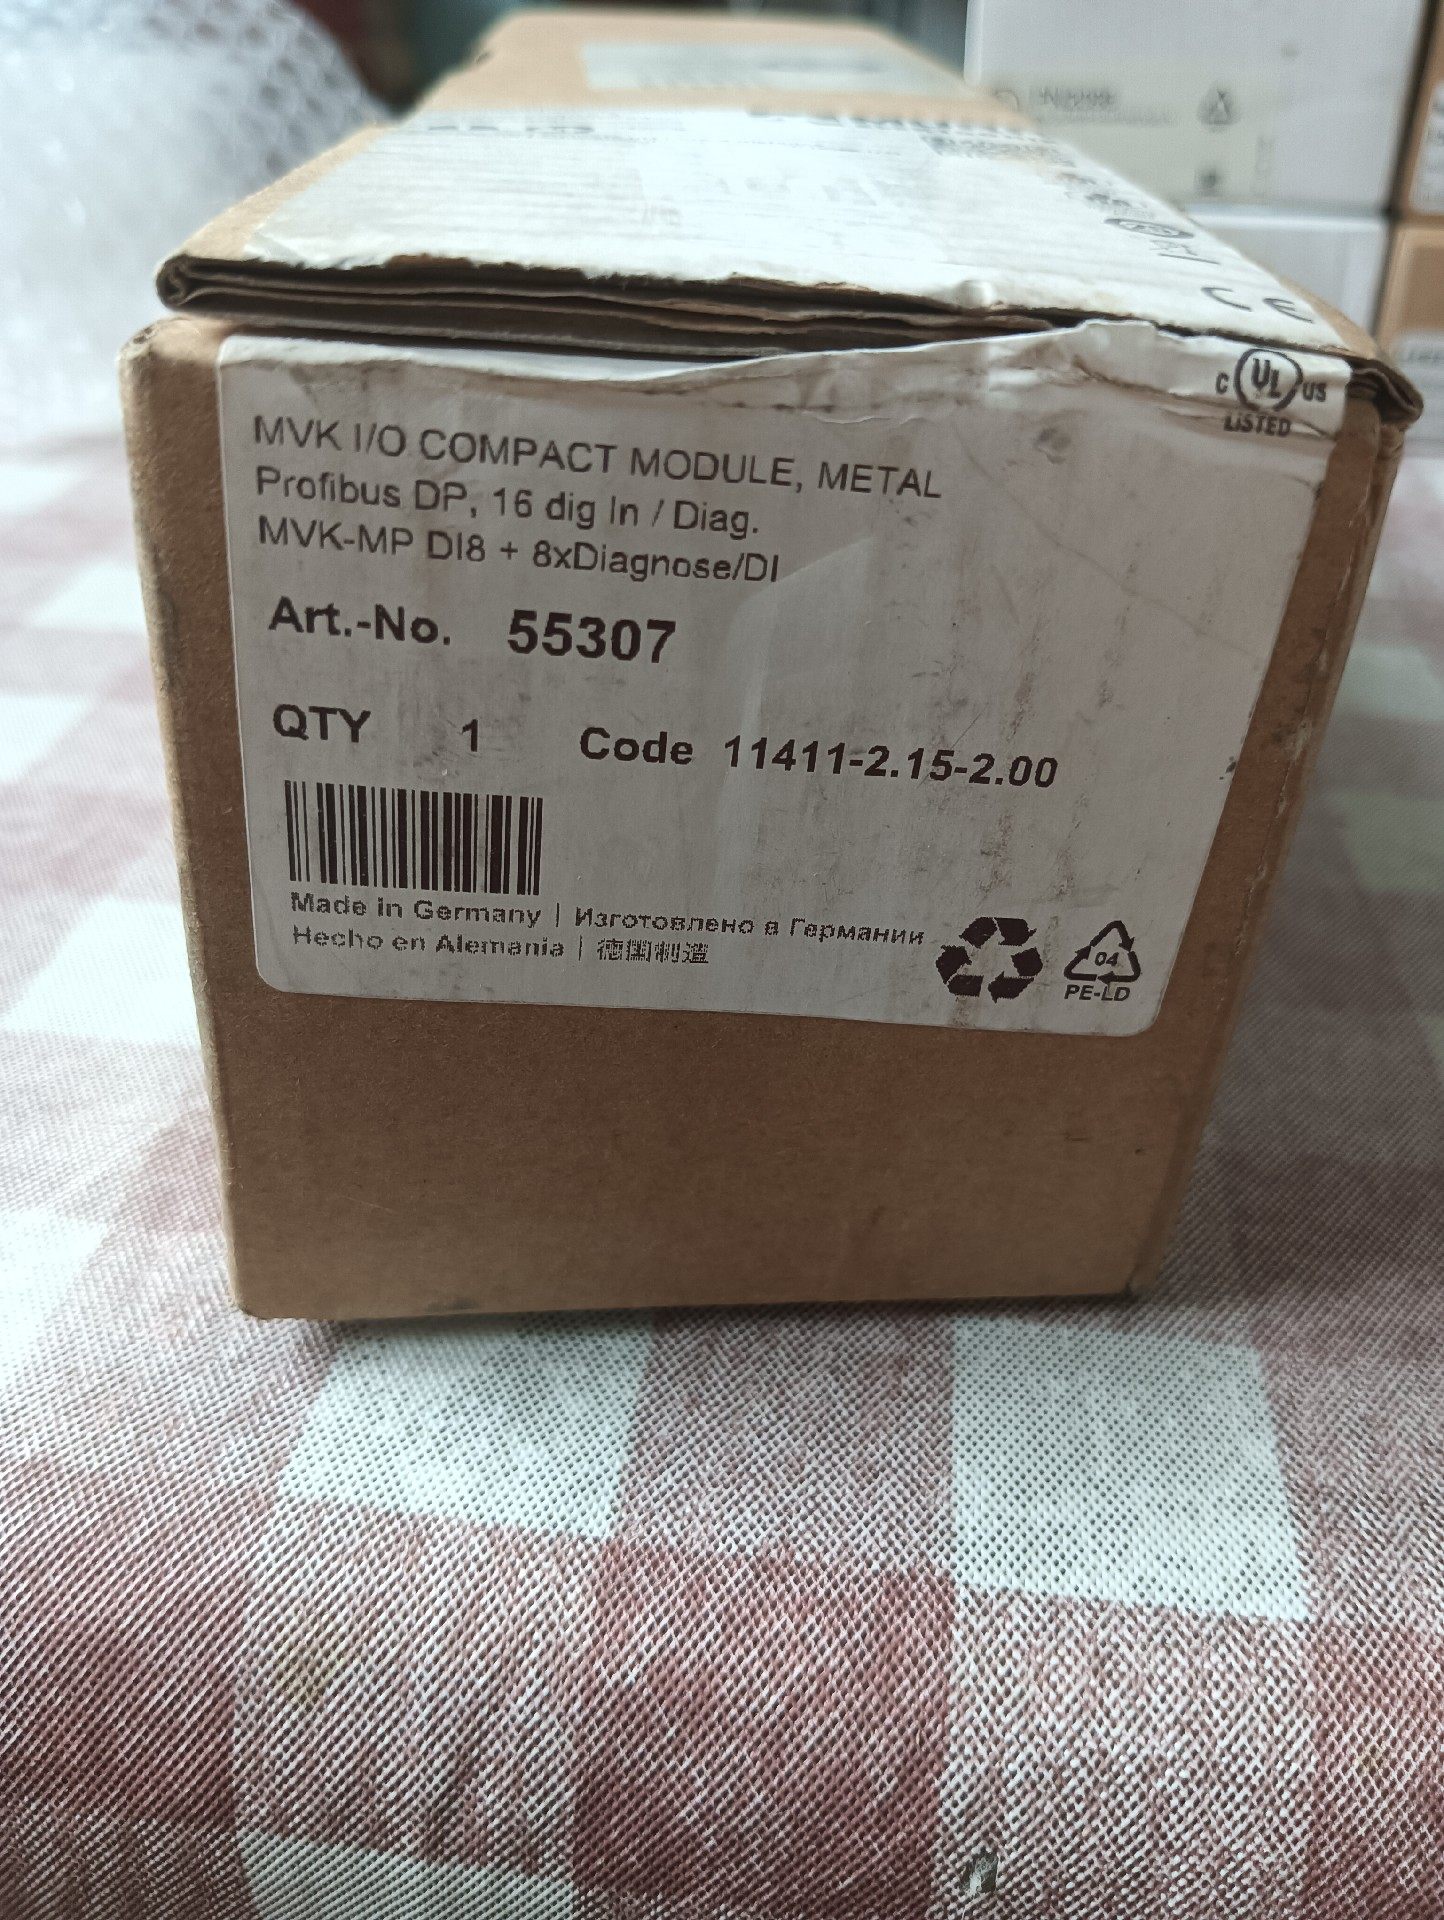 CE
C UL US
LISTED
MVK I/O COMPACT MODULE, METAL
Profibus DP, 16 dig In / Diag.
MVK-MP DI8 + 8xDiagnose/DI
Art.-No. 55307
QTY 1 Code 11411-2.15-2.00
Made in Germany | Изготовлено в Германии
Hecho en Alemania | 德国制造
04
PE-LD